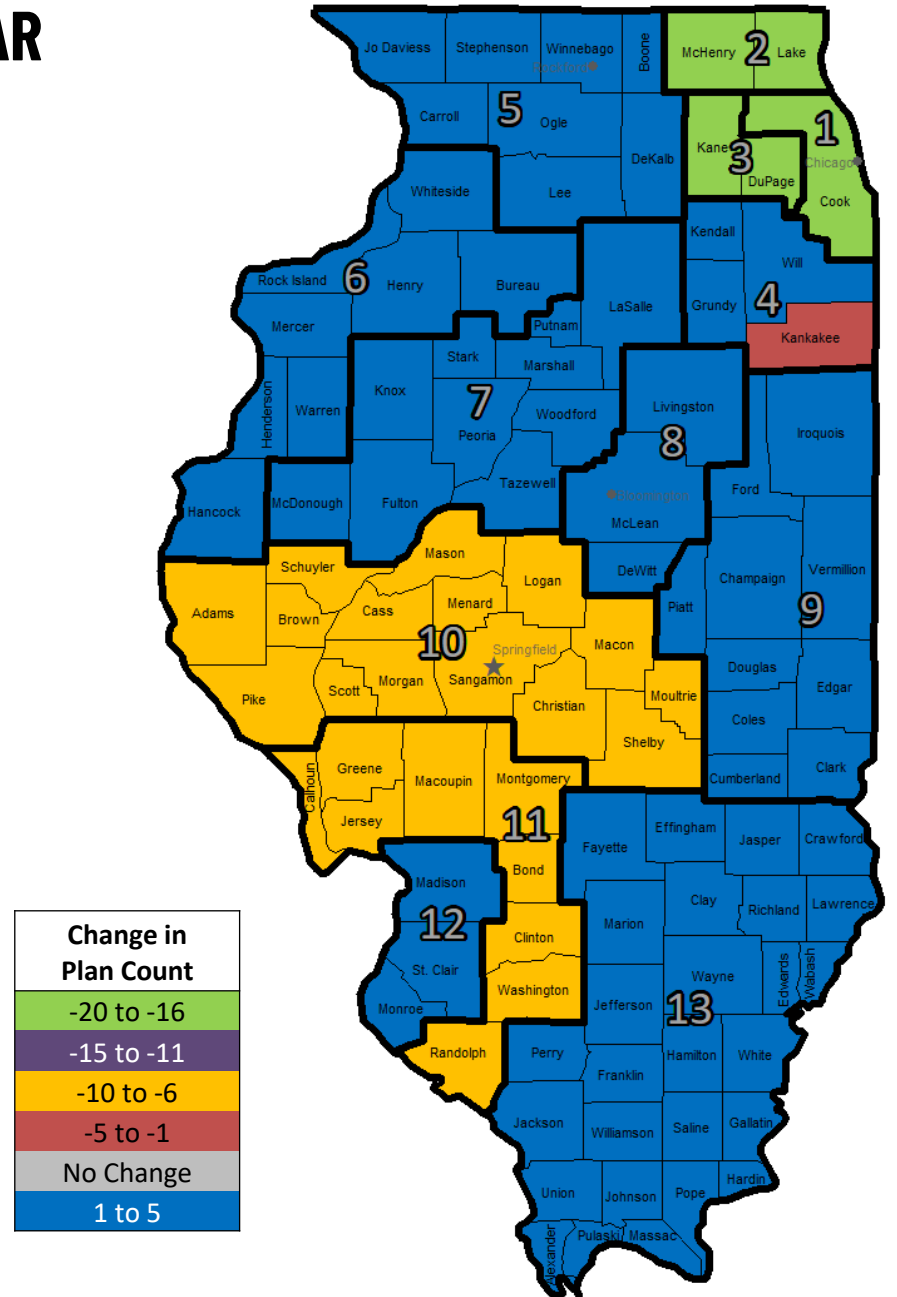 AR
Jo Daviess
Stephenson
Winnebago
Boone
McHenry
2
Lake
Rockford
Carroll
5
Ogle
DeKalb
Kane
3
1
Chicago
DuPage
Cook
Whiteside
Lee
Kendall
Will
Rock Island
6
Henry
Bureau
LaSalle
Grundy
4
Mercer
Putnam
Kankakee
Stark
Marshall
Henderson
Warren
Knox
7
Peoria
Woodford
Livingston
8
Iroquois
Hancock
McDonough
Fulton
Tazewell
Bloomington
McLean
Ford
Schuyler
Mason
Logan
DeWitt
Champaign
Vermillion
Adams
Brown
Cass
Menard
Piatt
9
10
Springfield
Macon
Pike
Scott
Morgan
Sangamon
Christian
Moultrie
Douglas
Edgar
Shelby
Coles
Calhoun
Greene
Macoupin
Montgomery
Cumberland
Clark
Jersey
11
Fayette
Effingham
Jasper
Crawford
Madison
Bond
12
Clay
Richland
Lawrence
Marion
Clinton
St. Clair
Wayne
Edwards
Wabash
Monroe
Washington
Jefferson
13
Randolph
Perry
Franklin
Hamilton
White
Jackson
Williamson
Saline
Gallatin
Union
Johnson
Pope
Hardin
Alexander
Pulaski
Massac
Change in
Plan Count
-20 to -16
-15 to -11
-10 to -6
-5 to -1
No Change
1 to 5